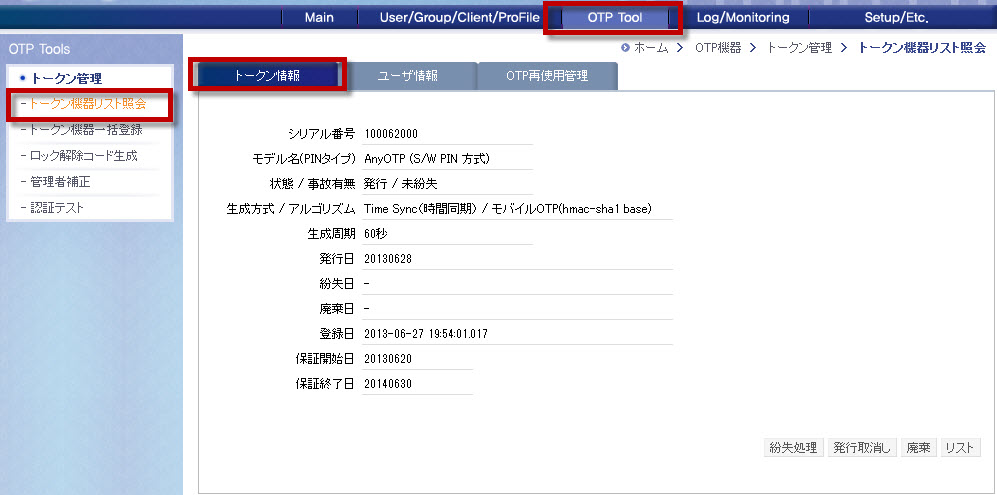 Main User/Group/Client/ProFile OTP Tool Log/Monitoring Setup/Etc.
OTP Tools
ホーム > OTP機器 > トークン管理 > トークン機器リスト照会
トークン管理
- トークン機器リスト照会
- トークン機器一括登録
- ロック解除コード生成
- 管理者補正
- 認証テスト
トークン情報 ユーザ情報 OTP再使用管理
シリアル番号 100062000
モデル名(PINタイプ) AnyOTP (S/W PIN 方式)
状態 / 事故有無 発行 / 未紛失
生成方式 / アルゴリズム Time Sync(時間同期) / モバイルOTP(hmac-sha1 base)
生成周期 60秒
発行日 20130628
紛失日 -
廃棄日 -
登録日 2013-06-27 19:54:01.017
保証開始日 20130620
保証終了日 20140630
紛失処理 発行取消し 廃棄 リスト